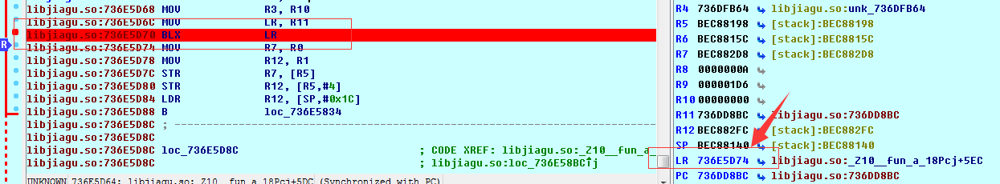 libjiagu.so:736E5D68 MOV R3, R10
libjiagu.so:736E5D6C MOV LR, R11
libjiagu.so:736E5D70 BLX LR
libjiagu.so:736E5D74 MOV R7, R0
libjiagu.so:736E5D78 MOV R12, R1
libjiagu.so:736E5D7C STR R7, [R5]
libjiagu.so:736E5D80 STR R12, [R5,#4]
libjiagu.so:736E5D84 LDR R12, [SP,#0x1C]
libjiagu.so:736E5D88 B loc_736E5834
libjiagu.so:736E5D8C ; ---------------------------------------------------------------------------
libjiagu.so:736E5D8C
libjiagu.so:736E5D8C loc_736E5D8C ; CODE XREF: libjiagu.so:_Z10__fun_a_
libjiagu.so:736E5D8C ; libjiagu.so:loc_736E58BC↑j
UNKNOWN 736E5D64: libjiagu.so:_Z10__fun_a_18Pcj+5DC (Synchronized with PC)
R4 736DFB64 libjiagu.so:unk_736DFB64
R5 BEC88198 [stack]:BEC88198
R6 BEC8815C [stack]:BEC8815C
R7 BEC882D8 [stack]:BEC882D8
R8 0000000A
R9 000001D6
R10 00000000
R11 736DD8BC libjiagu.so:736DD8BC
R12 BEC882FC [stack]:BEC882FC
SP BEC88140 [stack]:BEC88140
LR 736E5D74 libjiagu.so:_Z10__fun_a_18Pcj+5EC
PC 736DD8BC libjiagu.so:736DD8BC
R